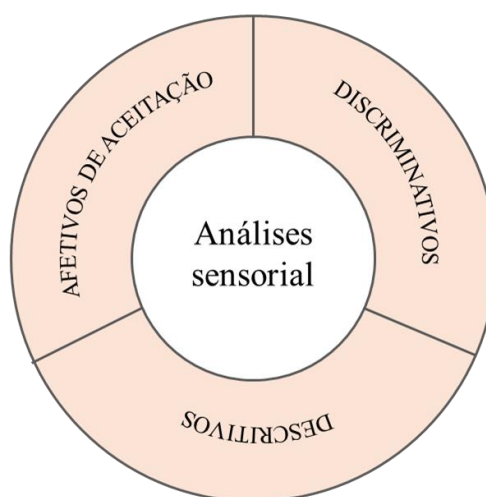 AFETIVOS DE ACEITAÇÃO
DISCRIMINATIVOS
Análises
sensorial
DESCRITIVOS